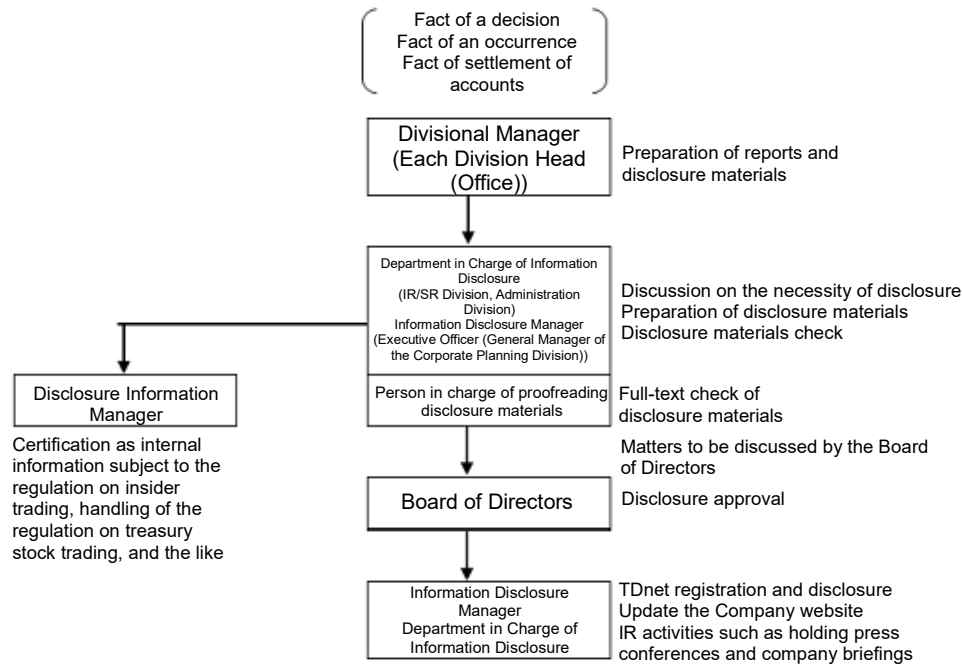 Fact of a decision
Fact of an occurrence
Fact of settlement of
accounts
Divisional Manager
(Each Division Head
(Office))
Preparation of reports and
disclosure materials
Department in Charge of Information
Disclosure
(IR/SR Division, Administration
Division)
Information Disclosure Manager
(Executive Officer (General Manager of
the Corporate Planning Division))
Discussion on the necessity of disclosure
Preparation of disclosure materials
Disclosure materials check
Disclosure Information
Manager
Certification as internal
information subject to the
regulation on insider
trading, handling of the
regulation on treasury
stock trading, and the like
Person in charge of proofreading
disclosure materials
Full-text check of
disclosure materials
Matters to be discussed by the Board
of Directors
Board of Directors
Disclosure approval
Information Disclosure
Manager
Department in Charge of
Information Disclosure
TDnet registration and disclosure
Update the Company website
IR activities such as holding press
conferences and company briefings